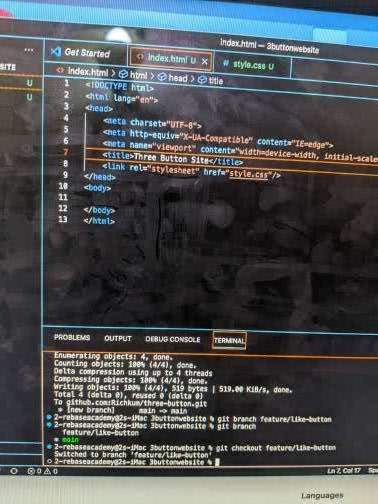 index.html — 3buttonwebsite
Get Started
index.html U ×
# style.css U
SITE
index.html > html > head > title
U
U
1 <!DOCTYPE html>
2 <html lang="en">
3 <head>
4 <meta charset="UTF-8">
5 <meta http-equiv="X-UA-Compatible" content="IE=edge">
6 <meta name="viewport" content="width=device-width, initial-scale
7 <title>Three Button Site</title>
8 <link rel="stylesheet" href="style.css"/>
9 </head>
10 <body>
11
12 </body>
13 </html>
PROBLEMS OUTPUT DEBUG CONSOLE TERMINAL
Enumerating objects: 4, done.
Counting objects: 100% (4/4), done.
Delta compression using up to 4 threads
Compressing objects: 100% (4/4), done.
Writing objects: 100% (4/4), 519 bytes | 519.00 KiB/s, done.
Total 4 (delta 0), reused 0 (delta 0)
To github.com:Richkum/three-button.git
* [new branch] main -> main
2-rebaseacademy@2s-iMac 3buttonwebsite % git branch feature/like-button
2-rebaseacademy@2s-iMac 3buttonwebsite % git branch
feature/like-button
* main
2-rebaseacademy@2s-iMac 3buttonwebsite % git checkout feature/like-button
Switched to branch 'feature/like-button'
2-rebaseacademy@2s-iMac 3buttonwebsite %
0 0
Ln 7, Col 17
Languages